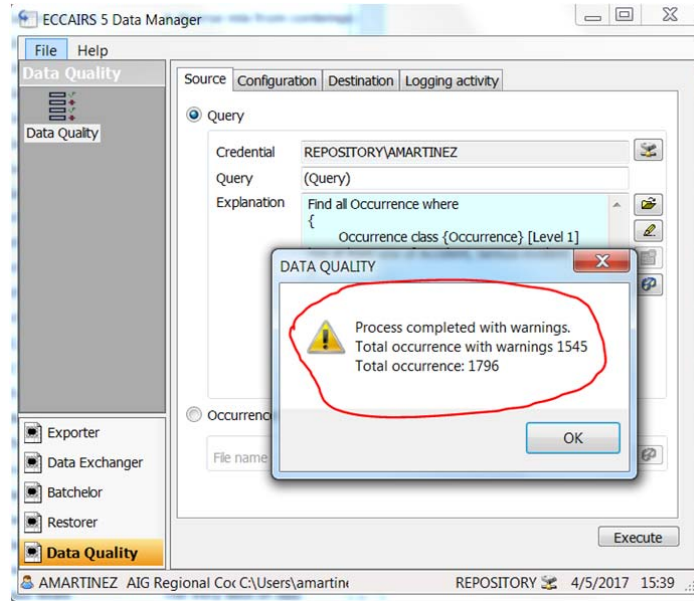 ECCAIRS 5 Data Manager
File Help
Data Quality
Data Quality
Source Configuration Destination Logging activity
Query
Credential REPOSITORY\AMARTINEZ
Query (Query)
Explanation Find all Occurrence where
{
Occurrence class {Occurrence} [Level 1]
DATA QUALITY
Process completed with warnings.
Total occurrence with warnings 1545
Total occurrence: 1796
OK
Occurrence
File name
Exporter
Data Exchanger
Batchelor
Restorer
Data Quality
Execute
AMARTINEZ AIG Regional Coc C:\Users\amartine REPOSITORY 4/5/2017 15:39